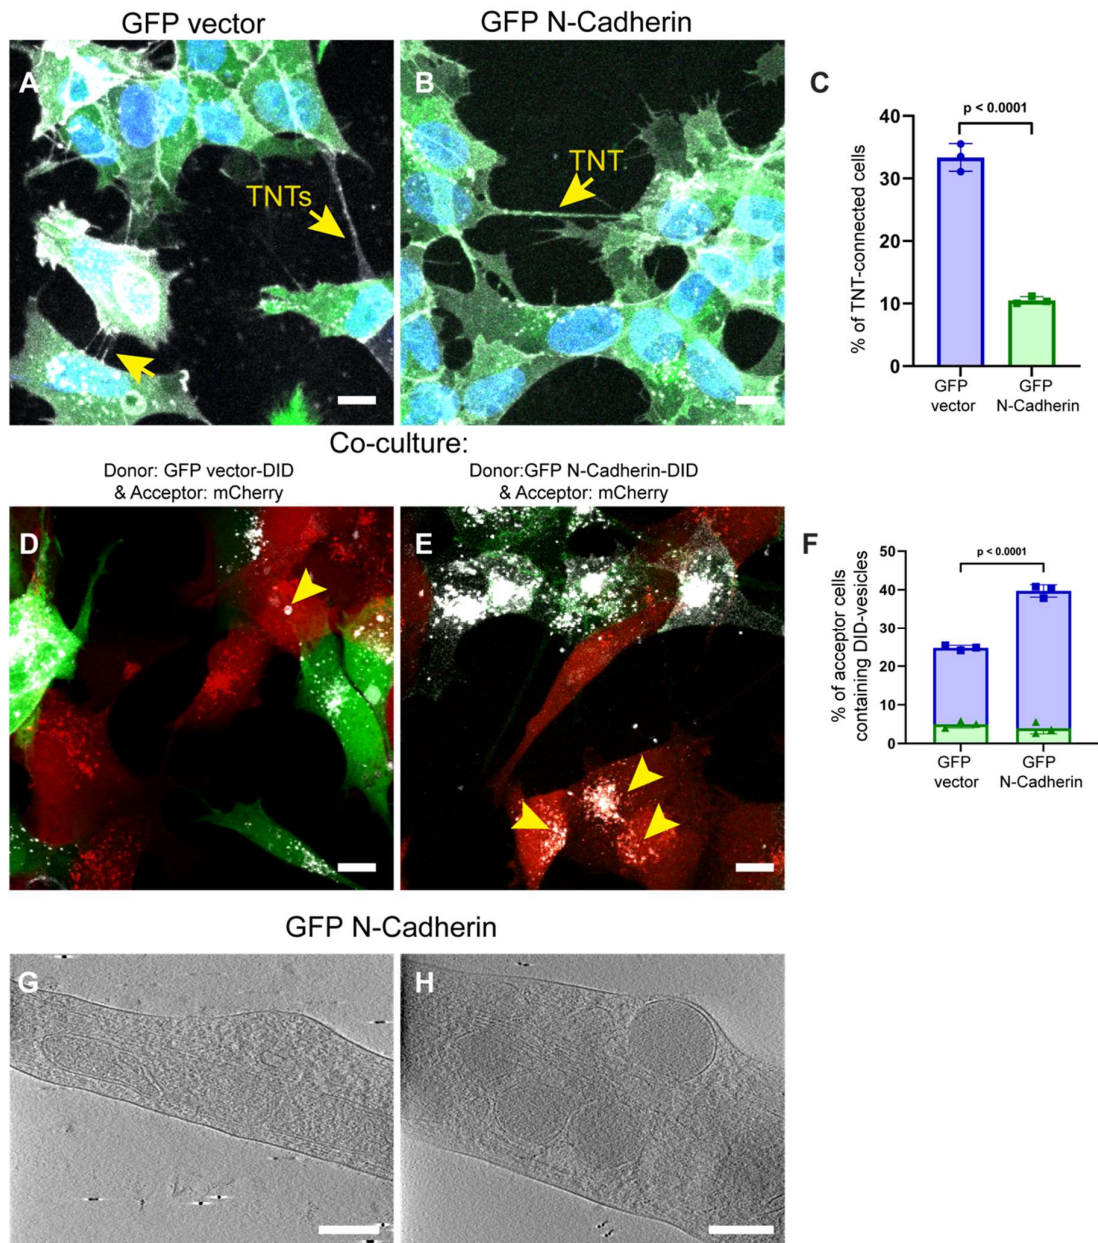 GFP vector
GFP N-Cadherin
A
TNTs
B
TNT
C
p < 0.0001
% of TNT-connected cells
40
30
20
10
0
GFP
vector
GFP
N-Cadherin
Co-culture:
Donor: GFP vector-DID
& Acceptor: mCherry
Donor:GFP N-Cadherin-DID
& Acceptor: mCherry
D
E
F
p < 0.0001
% of acceptor cells
containing DID-vesicles
50
40
30
20
10
0
GFP
vector
GFP
N-Cadherin
GFP N-Cadherin
G
H